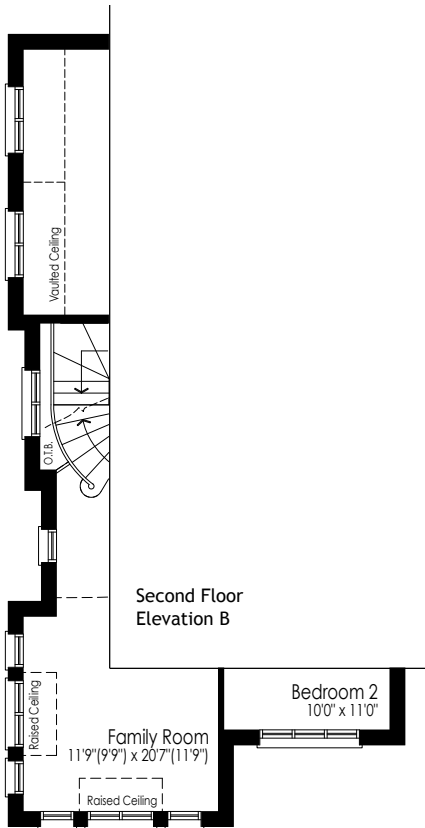 Vaulted Ceiling
O.T.B.
Second Floor
Elevation B
Raised Ceiling
Bedroom 2
10'0" x 11'0"
Family Room
11'9"(9'9") x 20'7"(11'9")
Raised Ceiling